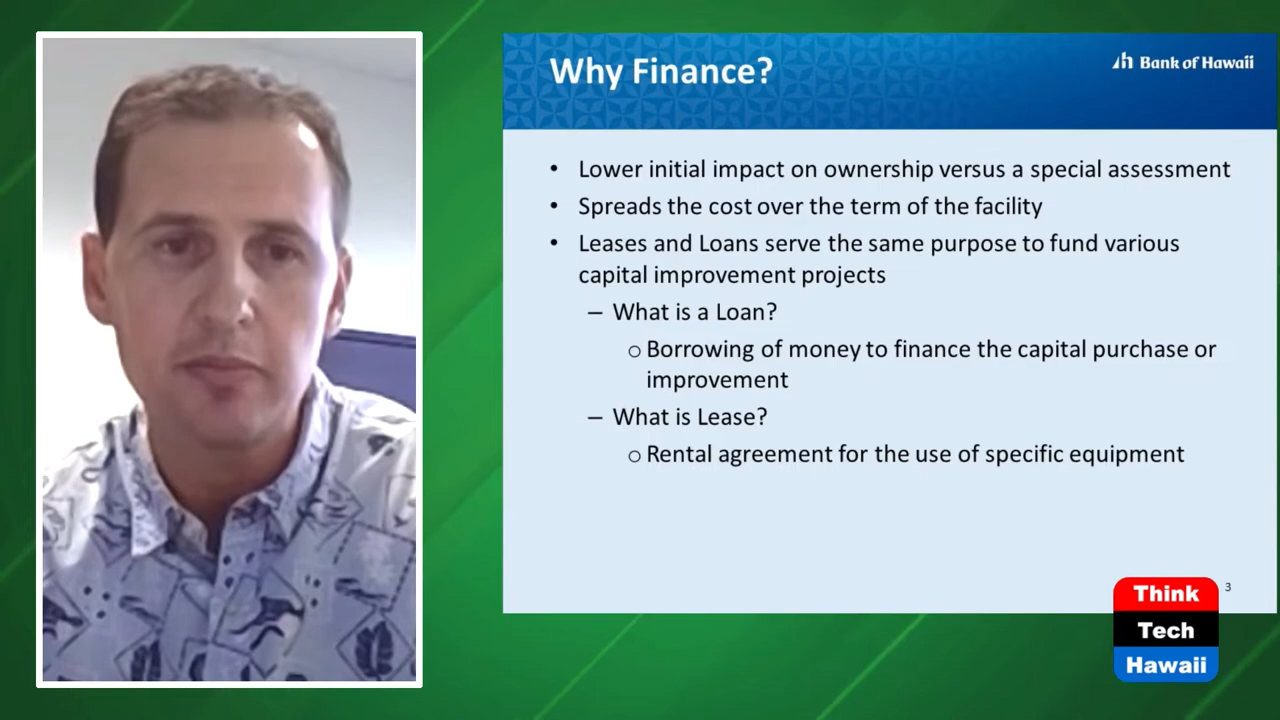 Why Finance?
Bank of Hawaii
• Lower initial impact on ownership versus a special assessment
• Spreads the cost over the term of the facility
• Leases and Loans serve the same purpose to fund various
capital improvement projects
– What is a Loan?
o Borrowing of money to finance the capital purchase or
improvement
– What is Lease?
o Rental agreement for the use of specific equipment
3
Think
Tech
Hawaii